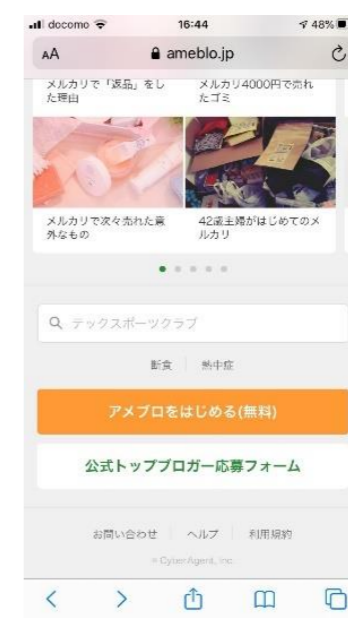 docomo 16:44 48%
AA ameblo.jp
メルカリで「返品」をし
た理由
メルカリ4000円で売れ
たゴミ
メルカリで次々売れた意
外なもの
42歳主婦がはじめてのメ
ルカリ
テックスポーツクラブ
断食 熱中症
アメブロをはじめる(無料)
公式トップブロガー応募フォーム
お問い合わせ ヘルプ 利用規約
© CyberAgent, Inc.